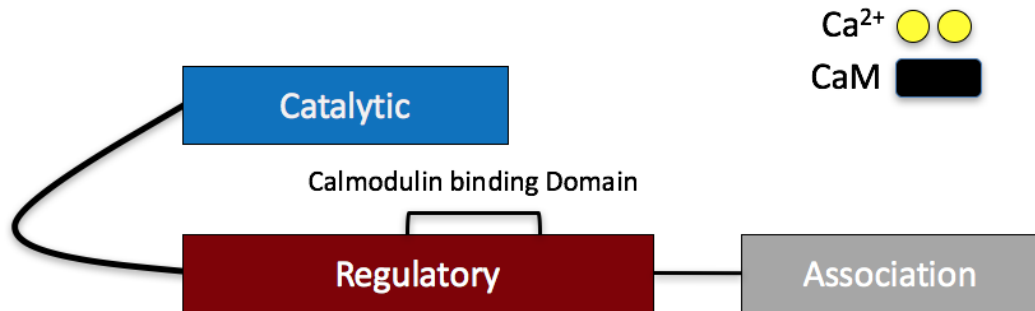 Ca²⁺
CaM
Catalytic
Calmodulin binding Domain
Regulatory
Association